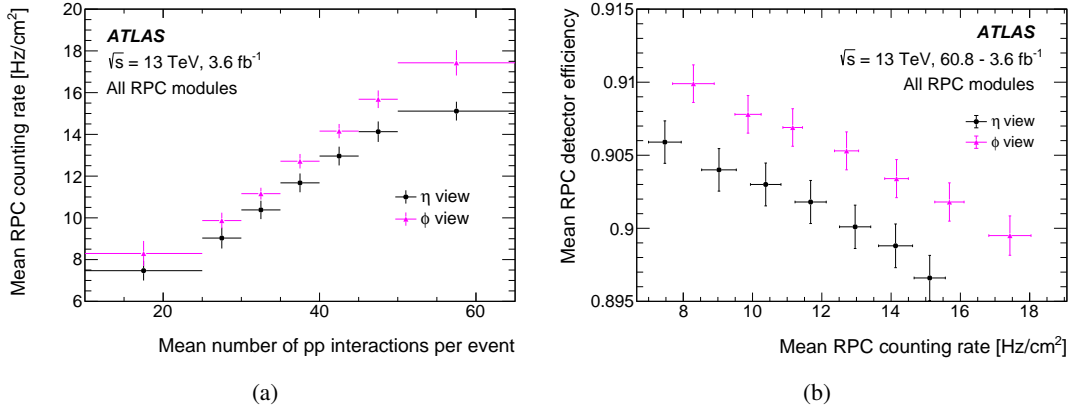 Mean RPC counting rate [Hz/cm²]
18
16
14
12
10
8
6
ATLAS
√s = 13 TeV, 3.6 fb⁻¹
All RPC modules
η view
φ view
20 40 60
Mean number of pp interactions per event
(a)
Mean RPC detector efficiency
0.915
0.91
0.905
0.9
0.895
ATLAS
√s = 13 TeV, 60.8 - 3.6 fb⁻¹
All RPC modules
η view
φ view
8 10 12 14 16 18
Mean RPC counting rate [Hz/cm²]
(b)